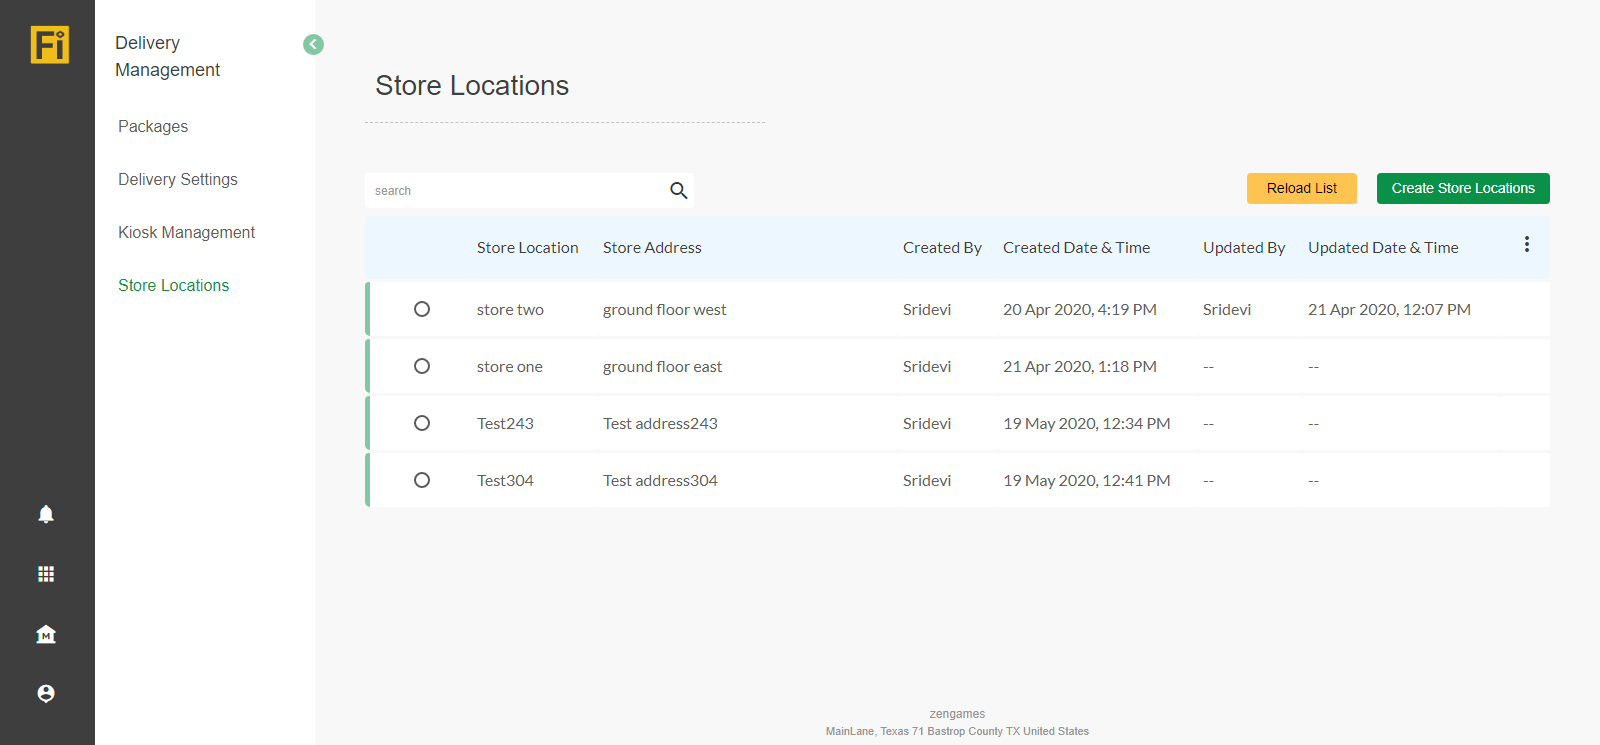 Fi
Delivery
Management
Packages
Delivery Settings
Kiosk Management
Store Locations
Store Locations
search
Reload List
Create Store Locations
Store Location Store Address Created By Created Date & Time Updated By Updated Date & Time
store two ground floor west Sridevi 20 Apr 2020, 4:19 PM Sridevi 21 Apr 2020, 12:07 PM
store one ground floor east Sridevi 21 Apr 2020, 1:18 PM -- --
Test243 Test address243 Sridevi 19 May 2020, 12:34 PM -- --
Test304 Test address304 Sridevi 19 May 2020, 12:41 PM -- --
M
zengames
MainLane, Texas 71 Bastrop County TX United States